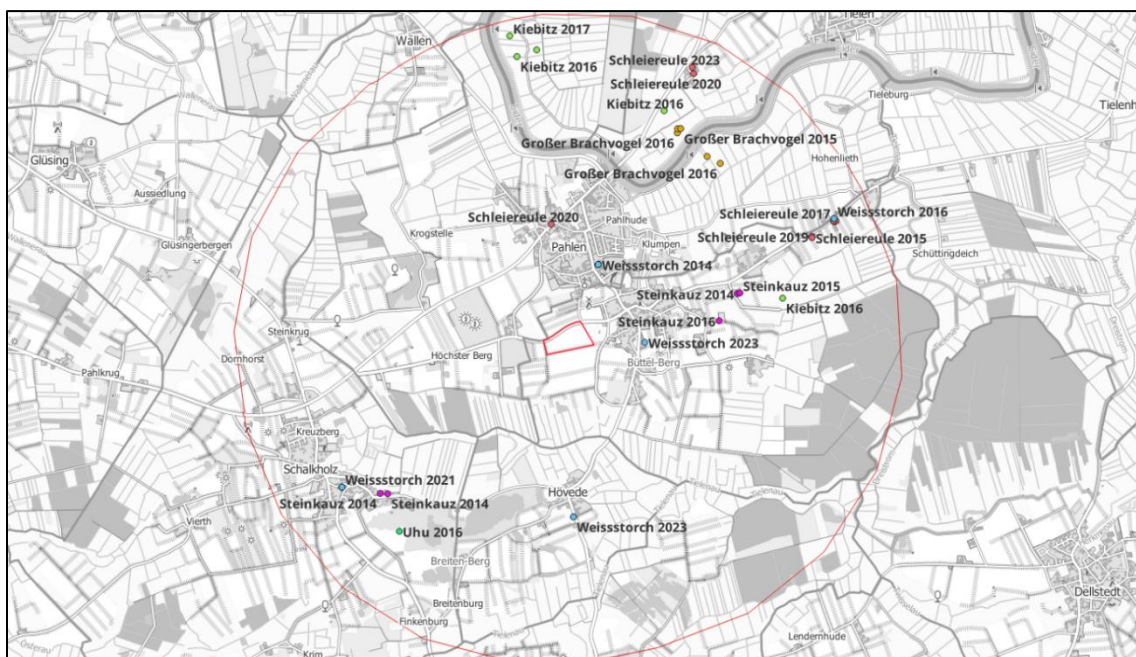 Tielen
Kiebitz 2017
Wallen
Kiebitz 2016
Schleiereule 2023
Schleiereule 2020
Kiebitz 2016
Tieleburg
Tielenh
Glüsing
Großer Brachvogel 2016
Großer Brachvogel 2015
Hohenlieth
Aussiedlung
Großer Brachvogel 2016
Schleiereule 2020
Pahlhude
Schleiereule 2017
Weissstorch 2016
Krogstelle
Glüsingerbergen
Pahlen
Klumpen
Schleiereule 2019
Schleiereule 2015
Schüttingdeich
Weissstorch 2014
Steinkauz 2014
Steinkauz 2015
Kiebitz 2016
Steinkauz 2016
Steinkrug
Weissstorch 2023
Höchster Berg
Dornhorst
Büttel-Berg
Pahlkrug
Kreuzberg
Schalkholz
Weissstorch 2021
Steinkauz 2014
Steinkauz 2014
Hövede
Tielenau
Vierth
Weissstorch 2023
Uhu 2016
Breiten-Berg
Dellstedt
Breitenburg
Finkenburg
Lendernhude
Krim